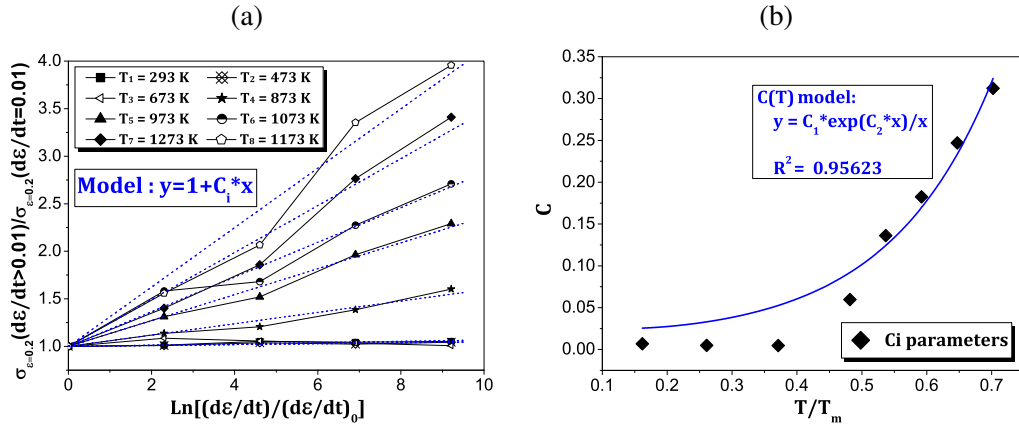 (a)
(b)
4.0
3.5
3.0
2.5
2.0
1.5
1.0
σε=0.2(dε/dt>0.01)/σε=0.2(dε/dt=0.01)
T1 = 293 K T2 = 473 K
T3 = 673 K T4 = 873 K
T5 = 973 K T6 = 1073 K
T7 = 1273 K T8 = 1173 K
Model : y=1+Ci*x
0 2 4 6 8 10
Ln[(dε/dt)/(dε/dt)0]
0.35
0.30
0.25
0.20
0.15
0.10
0.05
0.00
C
C(T) model:
y = C1*exp(C2*x)/x
R2 = 0.95623
Ci parameters
0.1 0.2 0.3 0.4 0.5 0.6 0.7
T/Tm